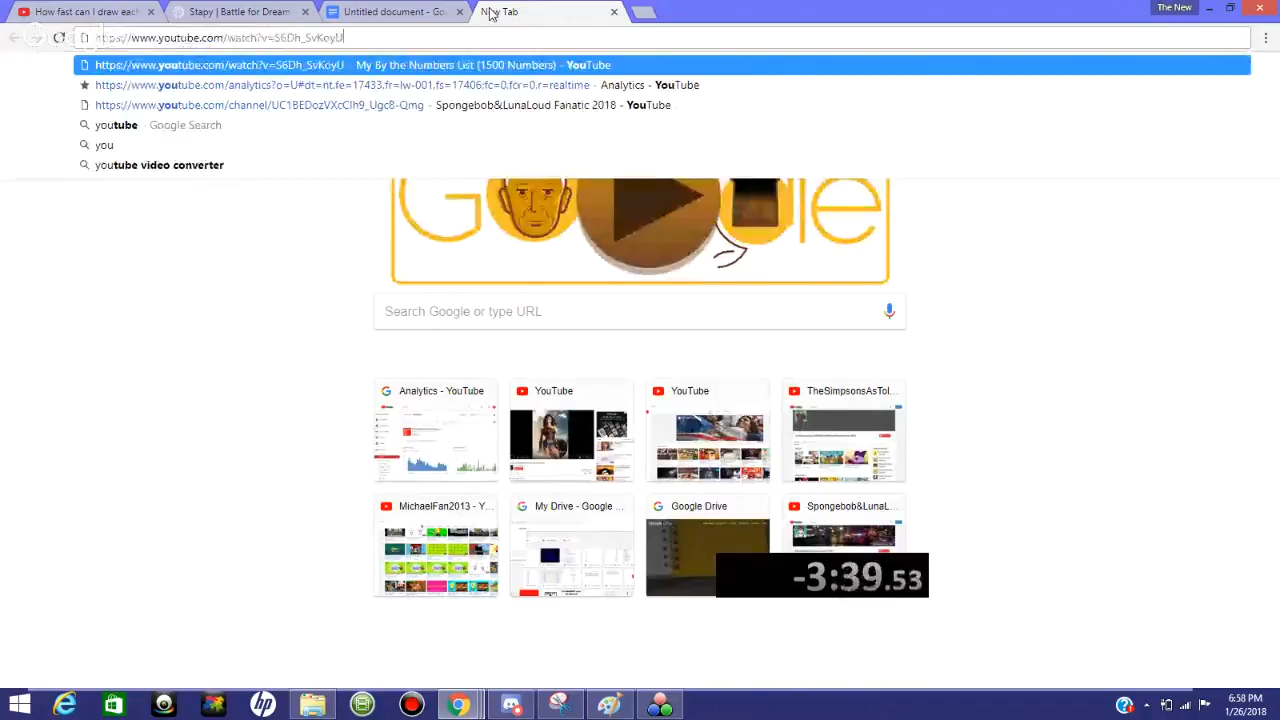 How fast can I draw each
Stapy | Battle for Dream
Untitled document - Goo
New Tab
The New
https://www.youtube.com/watch?v=S6Dh_SvKoyU
https://www.youtube.com/watch?v=S6Dh_SvKoyU My By the Numbers List (1500 Numbers) - YouTube
https://www.youtube.com/analytics?o=U#dt=nt,fe=17433,fr=lw-001,fs=17406;fc=0,fcr=0,r=realtime - Analytics - YouTube
https://www.youtube.com/channel/UC1BEDozVXcCIh9_Ugc8-Qmg - Spongebob&LunaLoud Fanatic 2018 - YouTube
youtube - Google Search
you
youtube video converter
Google
Search Google or type URL
Analytics - YouTube
YouTube
YouTube
TheSimpsonsAsTol...
MichaelFan2013 - Y...
My Drive - Google ...
Google Drive
Spongebob&LunaL...
-3:39.53
6:58 PM
1/26/2018